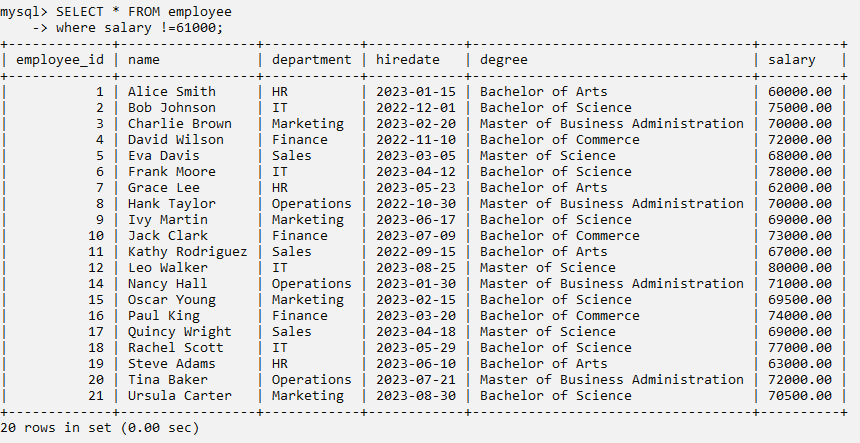 mysql> SELECT * FROM employee
    -> where salary !=61000;
+-------------+-----------------+------------+------------+-----------------------------------+----------+
| employee_id | name            | department | hiredate   | degree                            | salary   |
+-------------+-----------------+------------+------------+-----------------------------------+----------+
|           1 | Alice Smith     | HR         | 2023-01-15 | Bachelor of Arts                  | 60000.00 |
|           2 | Bob Johnson     | IT         | 2022-12-01 | Bachelor of Science               | 75000.00 |
|           3 | Charlie Brown   | Marketing  | 2023-02-20 | Master of Business Administration | 70000.00 |
|           4 | David Wilson    | Finance    | 2022-11-10 | Bachelor of Commerce              | 72000.00 |
|           5 | Eva Davis       | Sales      | 2023-03-05 | Master of Science                 | 68000.00 |
|           6 | Frank Moore     | IT         | 2023-04-12 | Bachelor of Science               | 78000.00 |
|           7 | Grace Lee       | HR         | 2023-05-23 | Bachelor of Arts                  | 62000.00 |
|           8 | Hank Taylor     | Operations | 2022-10-30 | Master of Business Administration | 70000.00 |
|           9 | Ivy Martin      | Marketing  | 2023-06-17 | Bachelor of Science               | 69000.00 |
|          10 | Jack Clark      | Finance    | 2023-07-09 | Bachelor of Commerce              | 73000.00 |
|          11 | Kathy Rodriguez | Sales      | 2022-09-15 | Bachelor of Arts                  | 67000.00 |
|          12 | Leo Walker      | IT         | 2023-08-25 | Master of Science                 | 80000.00 |
|          14 | Nancy Hall      | Operations | 2023-01-30 | Master of Business Administration | 71000.00 |
|          15 | Oscar Young     | Marketing  | 2023-02-15 | Bachelor of Science               | 69500.00 |
|          16 | Paul King       | Finance    | 2023-03-20 | Bachelor of Commerce              | 74000.00 |
|          17 | Quincy Wright   | Sales      | 2023-04-18 | Master of Science                 | 69000.00 |
|          18 | Rachel Scott    | IT         | 2023-05-29 | Bachelor of Science               | 77000.00 |
|          19 | Steve Adams     | HR         | 2023-06-10 | Bachelor of Arts                  | 63000.00 |
|          20 | Tina Baker      | Operations | 2023-07-21 | Master of Business Administration | 72000.00 |
|          21 | Ursula Carter   | Marketing  | 2023-08-30 | Bachelor of Science               | 70500.00 |
+-------------+-----------------+------------+------------+-----------------------------------+----------+
20 rows in set (0.00 sec)